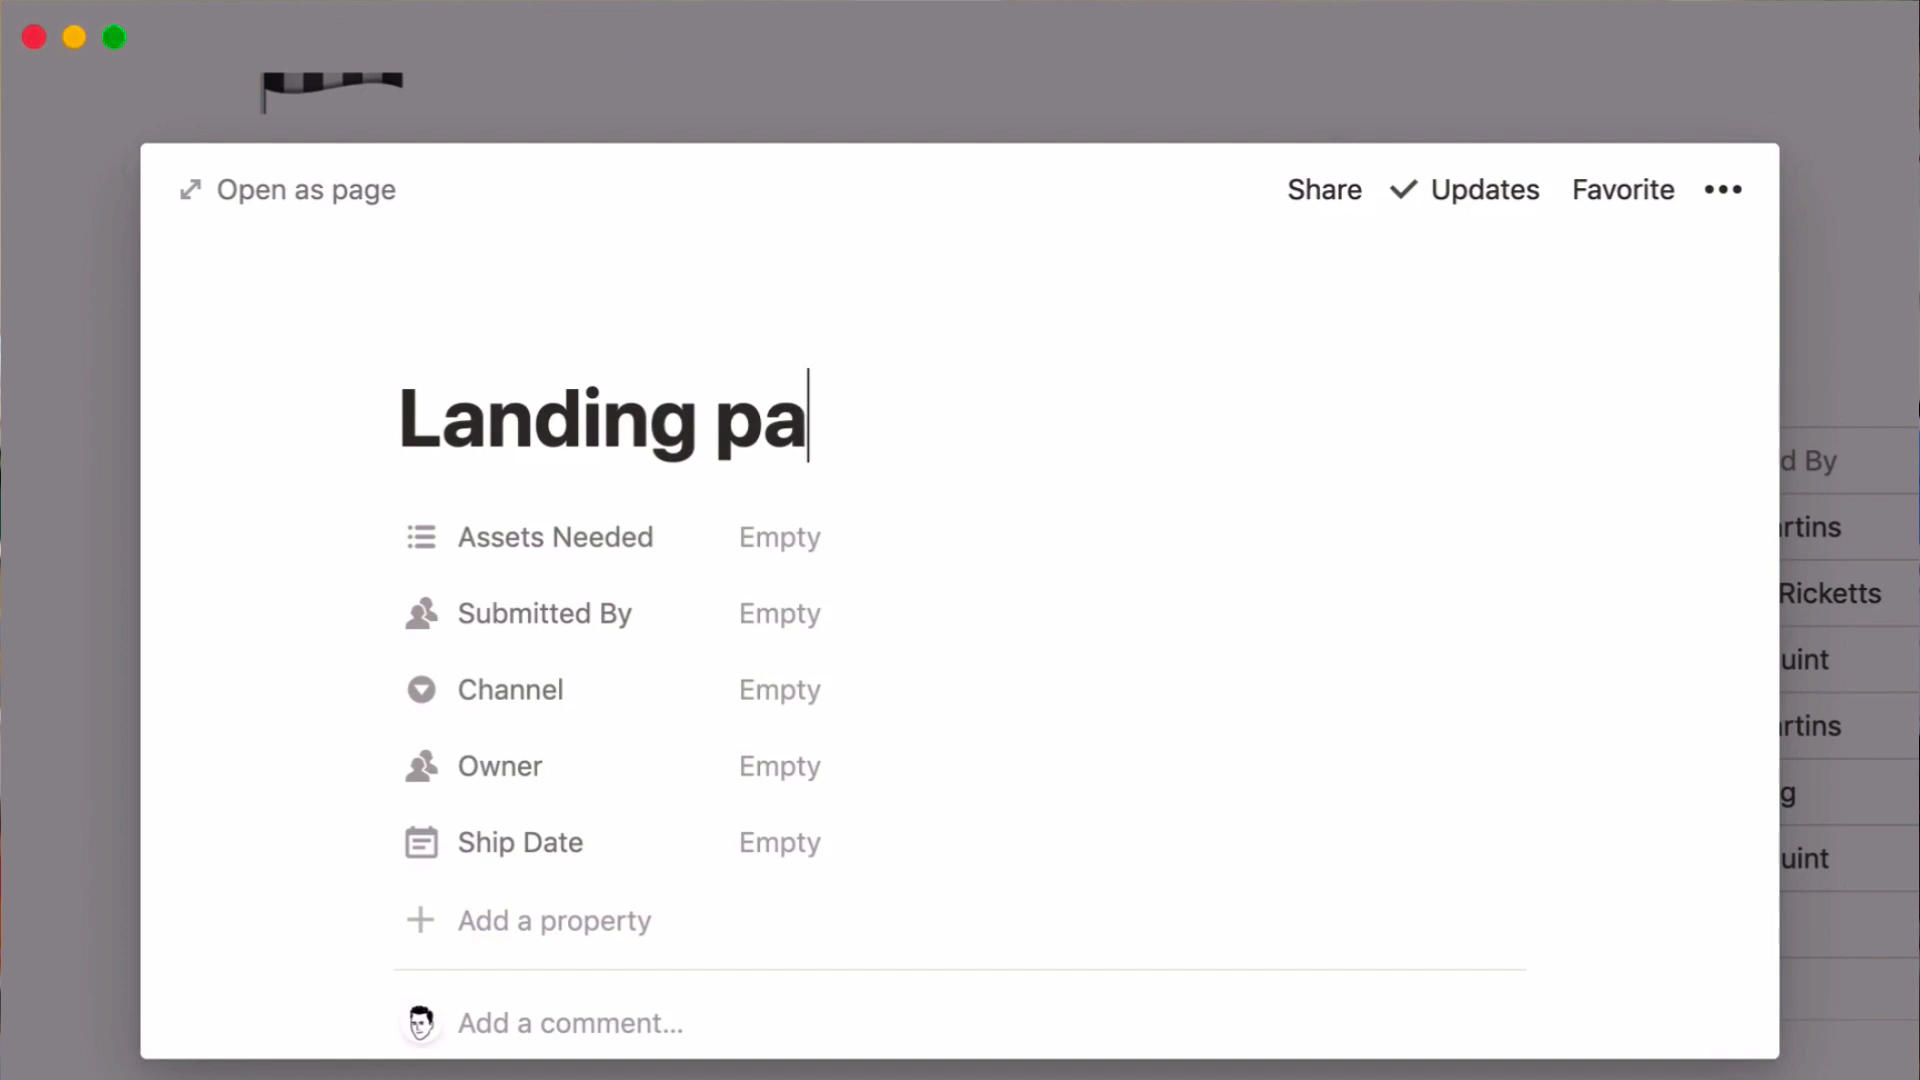 Open as page Share Updates Favorite
Landing pa
Assets Needed Empty
Submitted By Empty
Channel Empty
Owner Empty
Ship Date Empty
Add a property
Add a comment...
d By
rtins
Ricketts
uint
rtins
g
uint